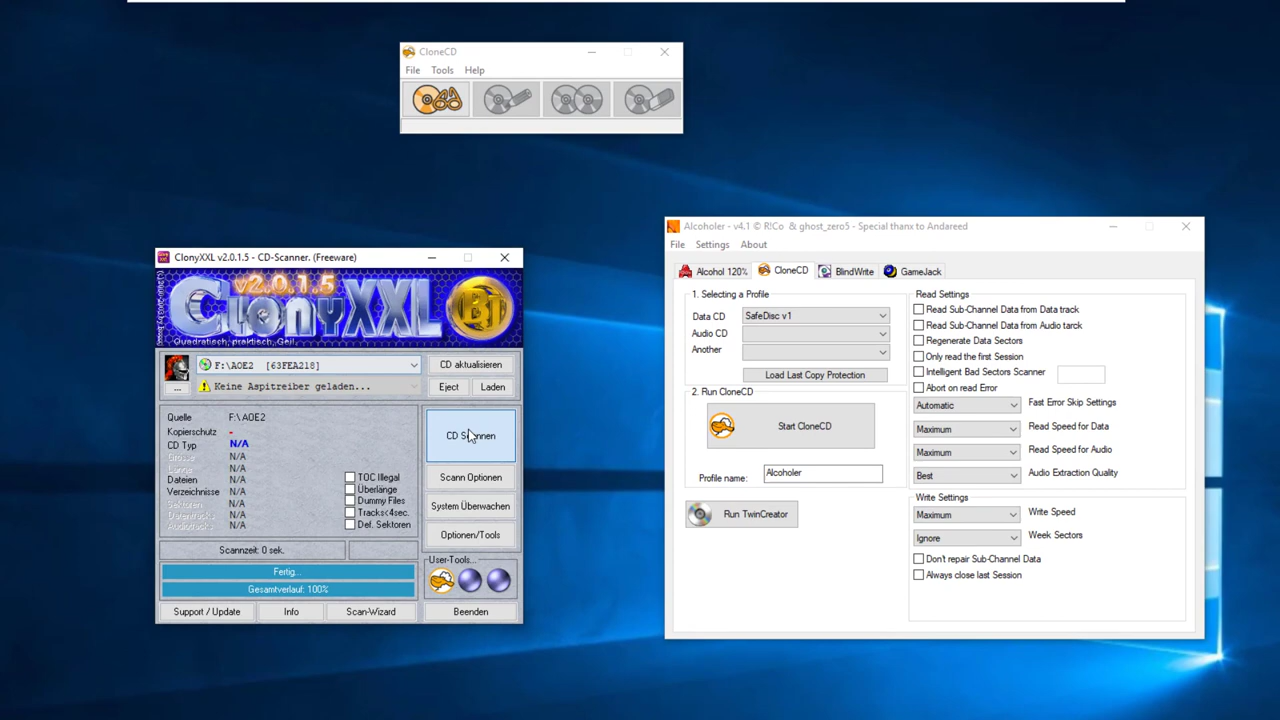 CloneCD
File Tools Help
ClonyXXL v2.0.1.5 - CD-Scanner. (Freeware)
v2.0.1.5
ClonyXXL
Quadratisch, praktisch, Geil.
F:\AOE2 [63FEA218]
CD aktualisieren
...
Keine Aspitreiber geladen...
Eject
Laden
Quelle F:\AOE2
Kopierschutz -
CD Typ N/A
Grösse N/A
Länge N/A
Dateien N/A
Verzeichnisse N/A
Sektoren N/A
Datentracks N/A
Audiotracks N/A
TOC Illegal
Überlänge
Dummy Files
Tracks<4sec.
Def. Sektoren
CD Scannen
Scann Optionen
System Überwachen
Optionen/Tools
Scannzeit: 0 sek.
Fertig...
Gesamtverlauf: 100%
User-Tools...
Support / Update
Info
Scan-Wizard
Beenden
Alcoholer - v4,1 © R!Co & ghost_zero5 - Special thanx to Andareed
File Settings About
Alcohol 120% CloneCD BlindWrite GameJack
1. Selecting a Profile
Data CD SafeDisc v1
Audio CD
Another
Load Last Copy Protection
2. Run CloneCD
Start CloneCD
Profile name: Alcoholer
Run TwinCreator
Read Settings
Read Sub-Channel Data from Data track
Read Sub-Channel Data from Audio tarck
Regenerate Data Sectors
Only read the first Session
Intelligent Bad Sectors Scanner
Abort on read Error
Automatic Fast Error Skip Settings
Maximum Read Speed for Data
Maximum Read Speed for Audio
Best Audio Extraction Quality
Write Settings
Maximum Write Speed
Ignore Week Sectors
Don't repair Sub-Channel Data
Always close last Session